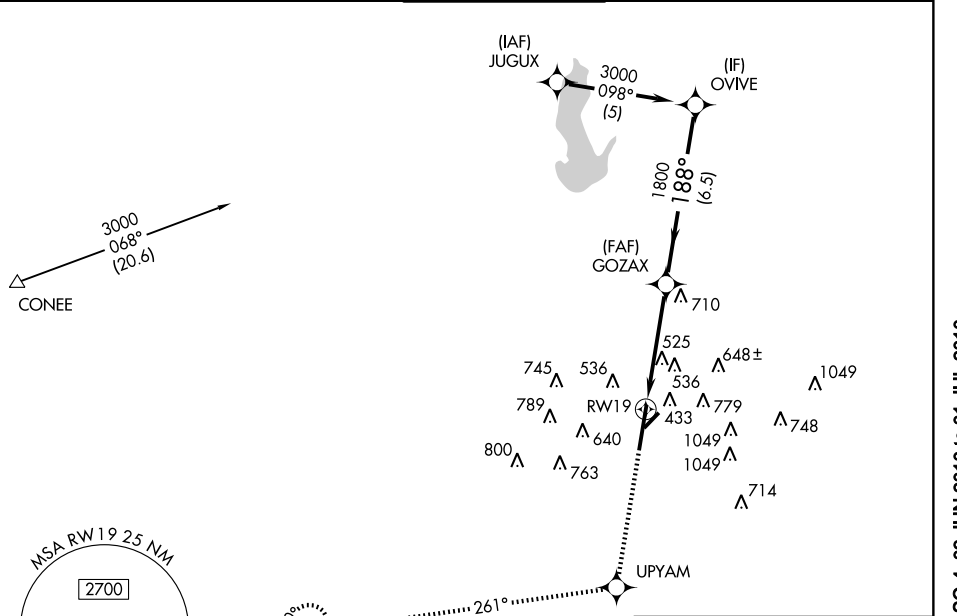 (IAF)
JUGUX
3000
098°
(5)
(IF)
OVIVE
1800
188°
(6.5)
3000
068°
(20.6)
CONEE
(FAF)
GOZAX
710
525
648±
745
536
536
1049
789
RW19
433
779
748
640
1049
800
763
1049
714
MSA RW19 25 NM
2700
UPYAM
261°